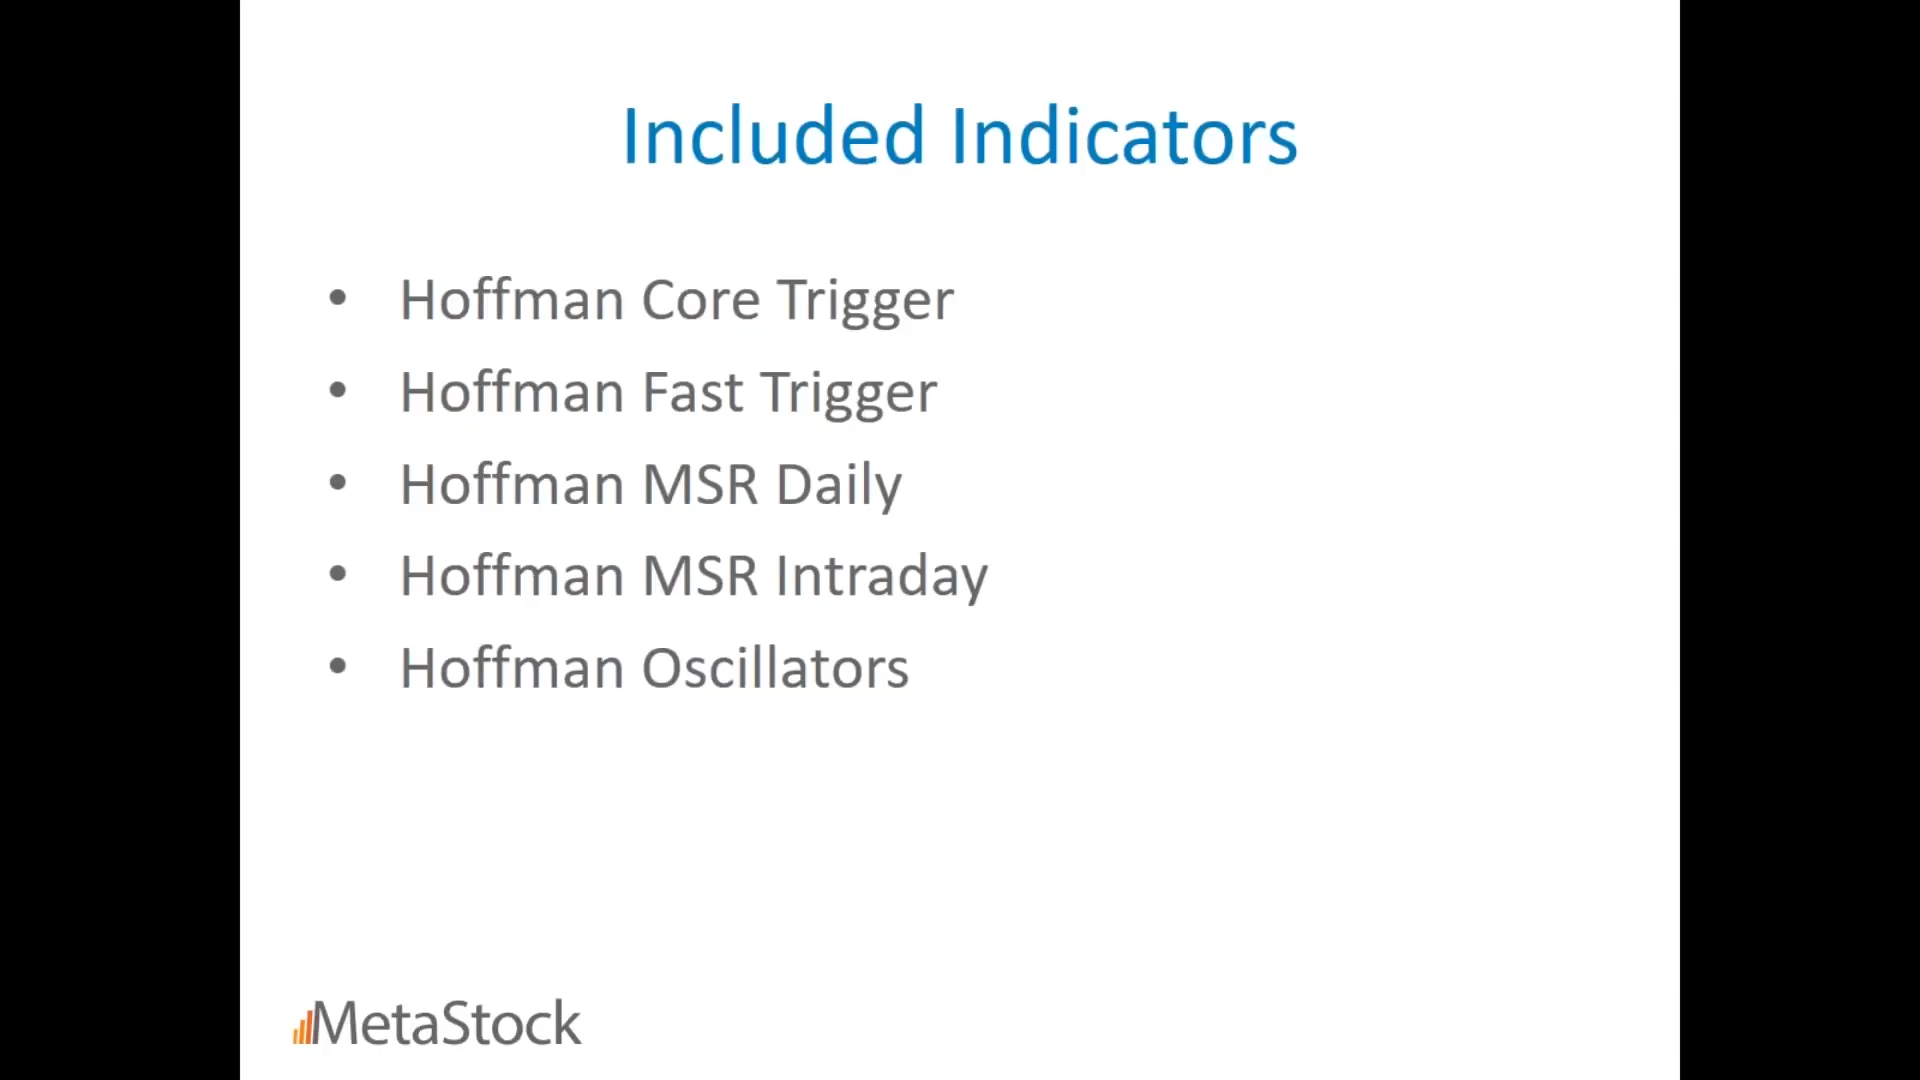 Included Indicators
• Hoffman Core Trigger
• Hoffman Fast Trigger
• Hoffman MSR Daily
• Hoffman MSR Intraday
• Hoffman Oscillators
MetaStock